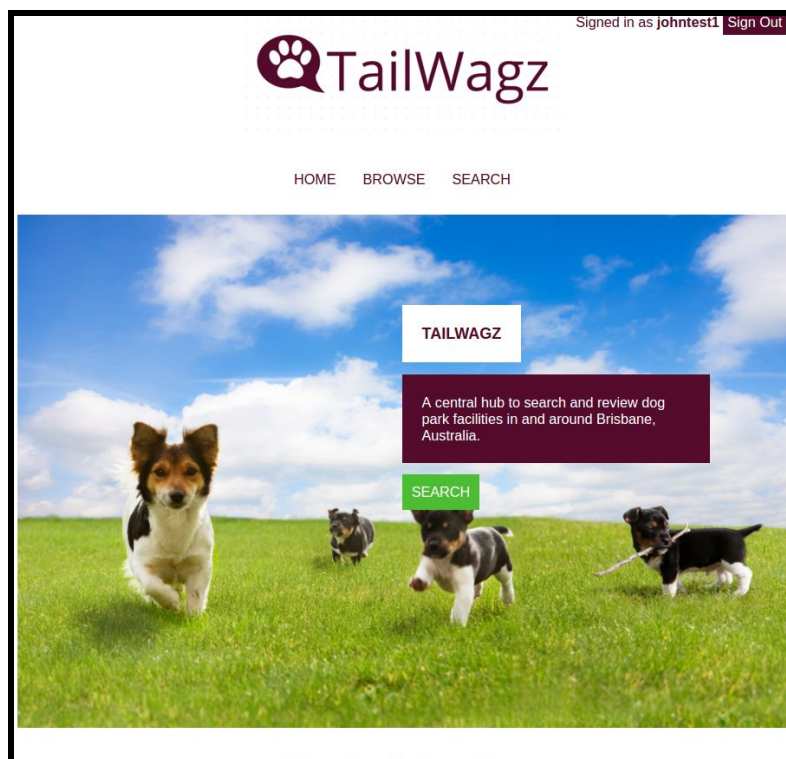 Signed in as johntest1 Sign Out
TailWagz
HOME BROWSE SEARCH
TAILWAGZ
A central hub to search and review dog
park facilities in and around Brisbane,
Australia.
SEARCH